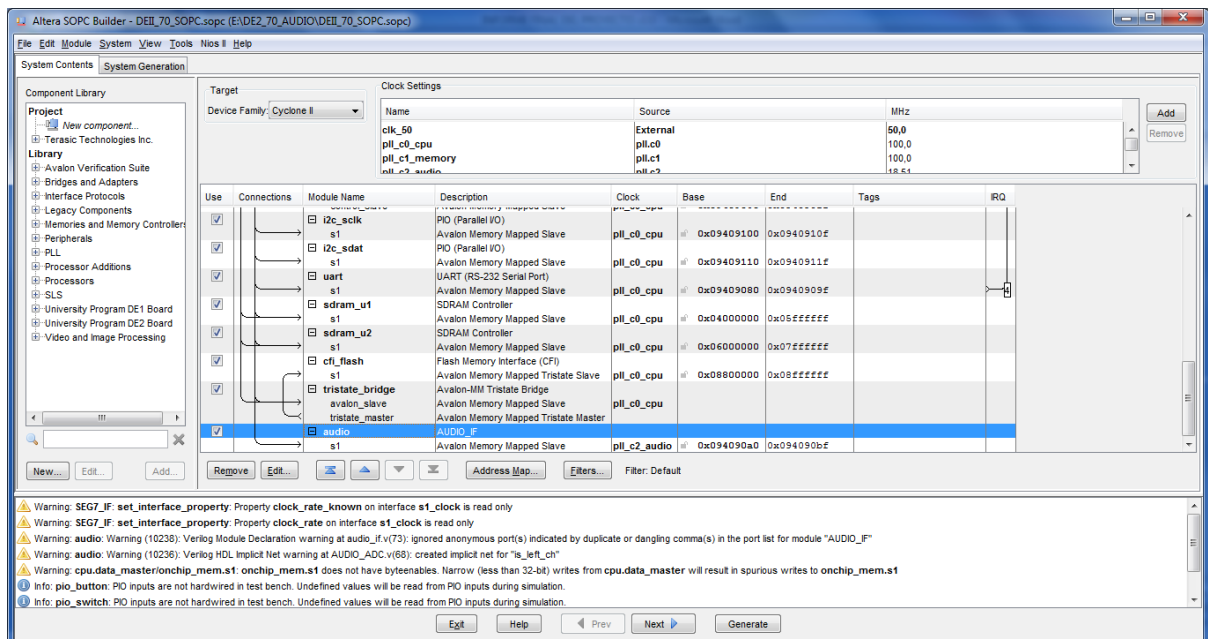 Altera SOPC Builder - DEII_70_SOPC.sopc (E:\DE2_70_AUDIO\DEII_70_SOPC.sopc)
File Edit Module System View Tools Nios II Help
System Contents System Generation
Component Library
Project
New component...
Terasic Technologies Inc.
Library
Avalon Verification Suite
Bridges and Adapters
Interface Protocols
Legacy Components
Memories and Memory Controllers
Peripherals
PLL
Processor Additions
Processors
SLS
University Program DE1 Board
University Program DE2 Board
Video and Image Processing
New... Edit... Add...
Target
Device Family: Cyclone II
Clock Settings
Name Source MHz
clk_50 External 50,0
pll_c0_cpu pll.c0 100,0
pll_c1_memory pll.c1 100,0
pll_c2_audio pll.c2 18,51
Add
Remove
Use Connections Module Name Description Clock Base End Tags IRQ
i2c_sclk PIO (Parallel I/O)
s1 Avalon Memory Mapped Slave pll_c0_cpu 0x09409100 0x0940910f
i2c_sdat PIO (Parallel I/O)
s1 Avalon Memory Mapped Slave pll_c0_cpu 0x09409110 0x0940911f
uart UART (RS-232 Serial Port)
s1 Avalon Memory Mapped Slave pll_c0_cpu 0x09409080 0x0940909f 4
sdram_u1 SDRAM Controller
s1 Avalon Memory Mapped Slave pll_c0_cpu 0x04000000 0x05ffffff
sdram_u2 SDRAM Controller
s1 Avalon Memory Mapped Slave pll_c0_cpu 0x06000000 0x07ffffff
cfi_flash Flash Memory Interface (CFI)
s1 Avalon Memory Mapped Tristate Slave pll_c0_cpu 0x08800000 0x08ffffff
tristate_bridge Avalon-MM Tristate Bridge
avalon_slave Avalon Memory Mapped Slave pll_c0_cpu
tristate_master Avalon Memory Mapped Tristate Master
audio AUDIO_IF
s1 Avalon Memory Mapped Slave pll_c2_audio 0x094090a0 0x094090bf
Remove Edit... Address Map... Filters... Filter: Default
Warning: SEG7_IF: set_interface_property: Property clock_rate_known on interface s1_clock is read only
Warning: SEG7_IF: set_interface_property: Property clock_rate on interface s1_clock is read only
Warning: audio: Warning (10238): Verilog Module Declaration warning at audio_if.v(73): ignored anonymous port(s) indicated by duplicate or dangling comma(s) in the port list for module "AUDIO_IF"
Warning: audio: Warning (10236): Verilog HDL Implicit Net warning at AUDIO_ADC.v(68): created implicit net for "is_left_ch"
Warning: cpu.data_master/onchip_mem.s1: onchip_mem.s1 does not have byteenables. Narrow (less than 32-bit) writes from cpu.data_master will result in spurious writes to onchip_mem.s1
Info: pio_button: PIO inputs are not hardwired in test bench. Undefined values will be read from PIO inputs during simulation.
Info: pio_switch: PIO inputs are not hardwired in test bench. Undefined values will be read from PIO inputs during simulation.
Exit Help Prev Next Generate